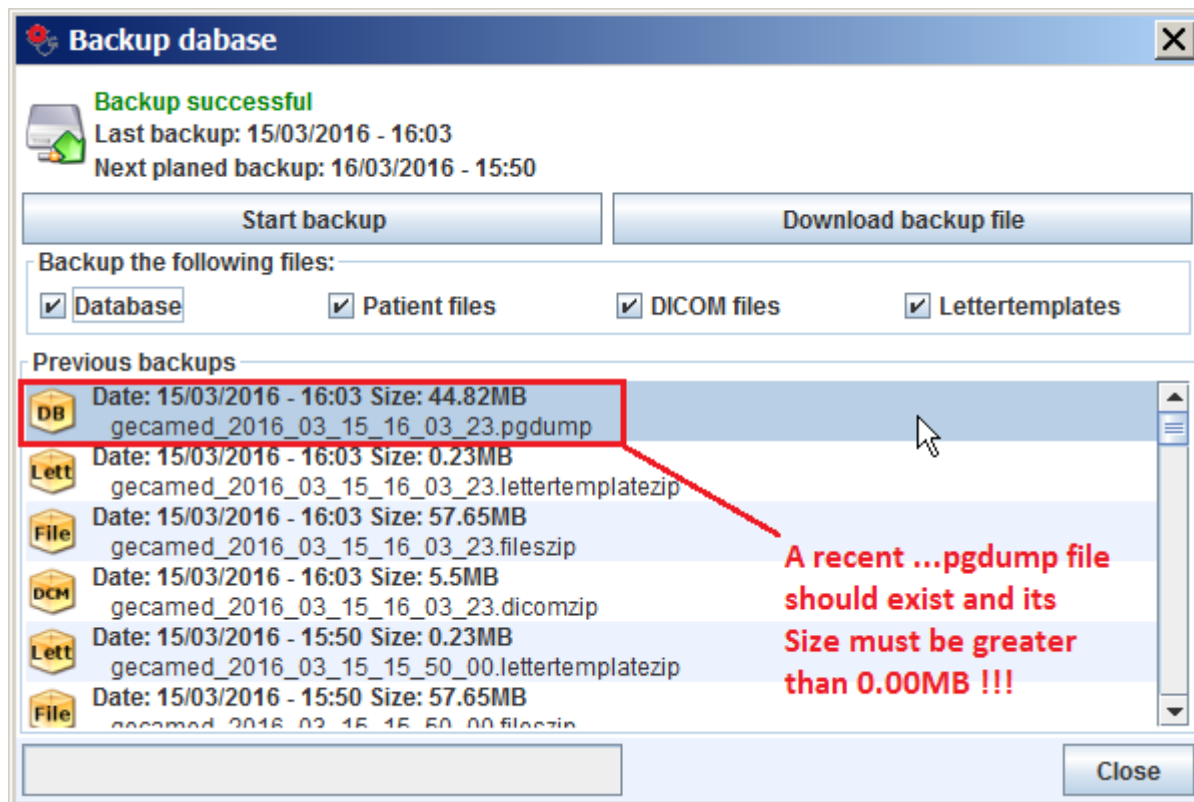 Backup dabase
Backup successful
Last backup: 15/03/2016 - 16:03
Next planed backup: 16/03/2016 - 15:50
Start backup
Download backup file
Backup the following files:
Database
Patient files
DICOM files
Lettertemplates
Previous backups
DB
Date: 15/03/2016 - 16:03 Size: 44.82MB
gecamed_2016_03_15_16_03_23.pgdump
Lett
Date: 15/03/2016 - 16:03 Size: 0.23MB
gecamed_2016_03_15_16_03_23.lettertemplatezip
File
Date: 15/03/2016 - 16:03 Size: 57.65MB
gecamed_2016_03_15_16_03_23.fileszip
DCM
Date: 15/03/2016 - 16:03 Size: 5.5MB
gecamed_2016_03_15_16_03_23.dicomzip
Lett
Date: 15/03/2016 - 15:50 Size: 0.23MB
gecamed_2016_03_15_15_50_00.lettertemplatezip
File
Date: 15/03/2016 - 15:50 Size: 57.65MB
gecamed_2016_03_15_15_50_00.fileszip
A recent ...pgdump file
should exist and its
Size must be greater
than 0.00MB !!!
Close